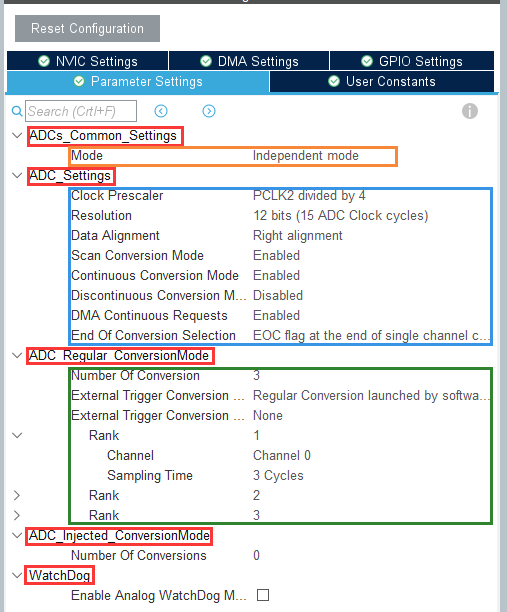 Reset Configuration
NVIC Settings DMA Settings GPIO Settings
Parameter Settings User Constants
Search (Crtl+F)
ADCs_Common_Settings
Mode Independent mode
ADC_Settings
Clock Prescaler PCLK2 divided by 4
Resolution 12 bits (15 ADC Clock cycles)
Data Alignment Right alignment
Scan Conversion Mode Enabled
Continuous Conversion Mode Enabled
Discontinuous Conversion M... Disabled
DMA Continuous Requests Enabled
End Of Conversion Selection EOC flag at the end of single channel c...
ADC_Regular_ConversionMode
Number Of Conversion 3
External Trigger Conversion ... Regular Conversion launched by softwa...
External Trigger Conversion ... None
Rank 1
Channel Channel 0
Sampling Time 3 Cycles
Rank 2
Rank 3
ADC_Injected_ConversionMode
Number Of Conversions 0
WatchDog
Enable Analog WatchDog M...